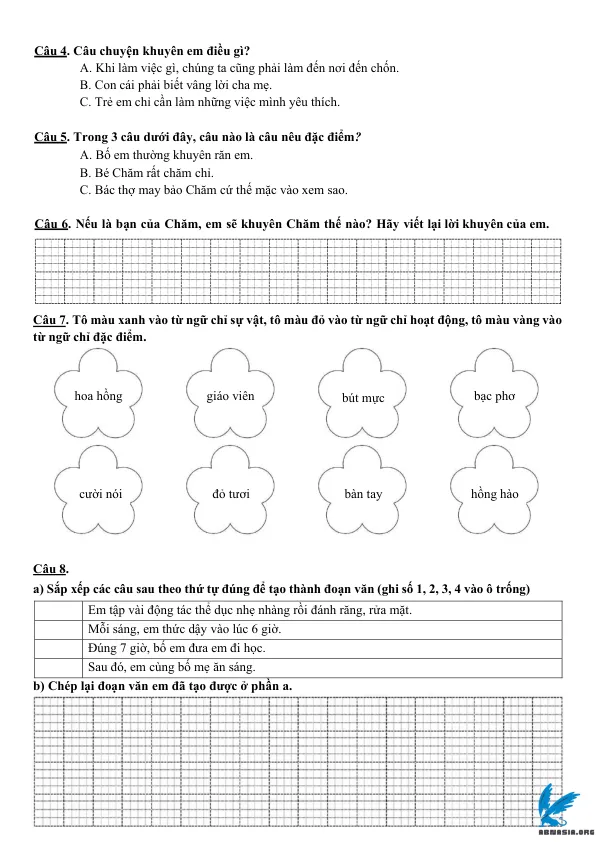 Câu 4. Câu chuyện khuyên em điều gì?
A. Khi làm việc gì, chúng ta cũng phải làm đến nơi đến chốn.
B. Con cái phải biết vâng lời cha mẹ.
C. Trẻ em chỉ cần làm những việc mình yêu thích.
Câu 5. Trong 3 câu dưới đây, câu nào là câu nêu đặc điểm?
A. Bố em thường khuyên răn em.
B. Bé Chăm rất chăm chỉ.
C. Bác thợ may bảo Chăm cứ thế mặc vào xem sao.
Câu 6. Nếu là bạn của Chăm, em sẽ khuyên Chăm thế nào? Hãy viết lại lời khuyên của em.
Câu 7. Tô màu xanh vào từ ngữ chỉ sự vật, tô màu đỏ vào từ ngữ chỉ hoạt động, tô màu vàng vào
từ ngữ chỉ đặc điểm.
hoa hồng giáo viên bút mực bạc phơ
cười nói đỏ tươi bàn tay hồng hào
Câu 8.
a) Sắp xếp các câu sau theo thứ tự đúng để tạo thành đoạn văn (ghi số 1, 2, 3, 4 vào ô trống)
Em tập vài động tác thể dục nhẹ nhàng rồi đánh răng, rửa mặt.
Mỗi sáng, em thức dậy vào lúc 6 giờ.
Đúng 7 giờ, bố em đưa em đi học.
Sau đó, em cùng bố mẹ ăn sáng.
b) Chép lại đoạn văn em đã tạo được ở phần a.
ABNASIA.ORG